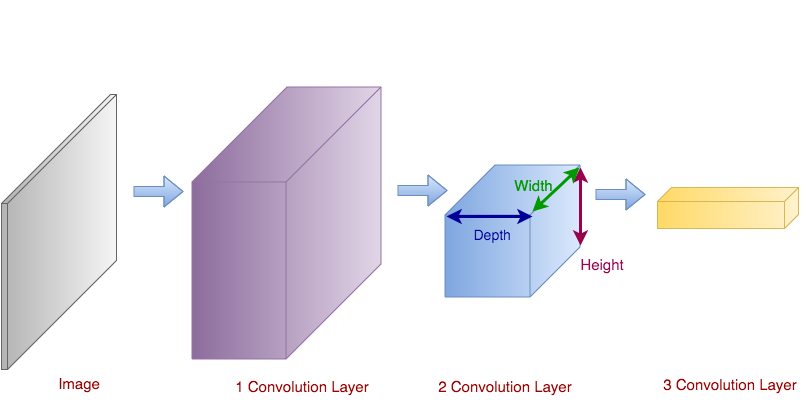 Width
Depth
Height
Image
1 Convolution Layer
2 Convolution Layer
3 Convolution Layer